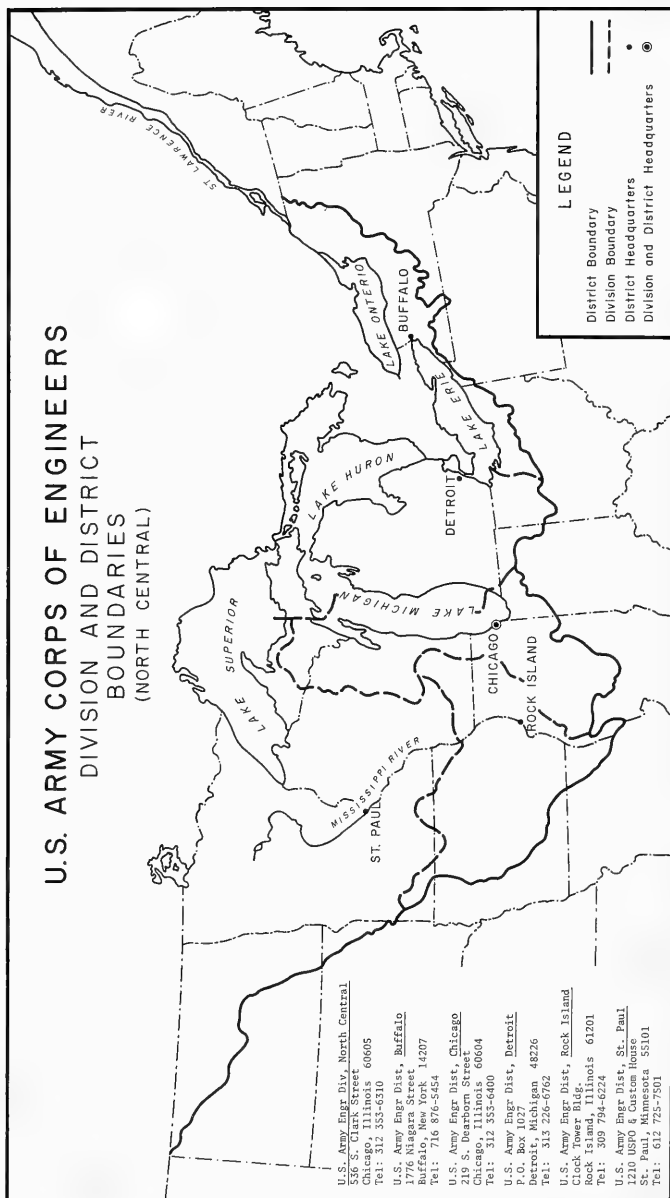 U.S. ARMY CORPS OF ENGINEERS
DIVISION AND DISTRICT
BOUNDARIES
(NORTH CENTRAL)
ST LAWRENCE RIVER
LAKE ONTERIO
BUFFALO
LAKE ERIE
LAKE HURON
DETROIT
LAKE SUPERIOR
LAKE MICHIGAN
CHICAGO
ROCK ISLAND
MISSISSIPPI RIVER
ST. PAUL
LEGEND
District Boundary
Division Boundary
District Headquarters
Division and District Headquarters
U.S. Army Engr Div, North Central
536 S. Clark Street
Chicago, Illinois 60605
Tel: 312 353-6310
U.S. Army Engr Dist, Buffalo
1776 Niagara Street
Buffalo, New York 14207
Tel: 716 876-5454
U.S. Army Engr Dist, Chicago
219 S. Dearborn Street
Chicago, Illinois 60604
Tel: 312 353-6400
U.S. Army Engr Dist, Detroit
P.O. Box 1027
Detroit, Michigan 48226
Tel: 313 226-6762
U.S. Army Engr Dist, Rock Island
Clock Tower Bldg.
Rock Island, Illinois 61201
Tel: 309 794-6224
U.S. Army Engr Dist, St. Paul
1210 USPO & Custom House
St. Paul, Minnesota 55101
Tel: 612 725-7501